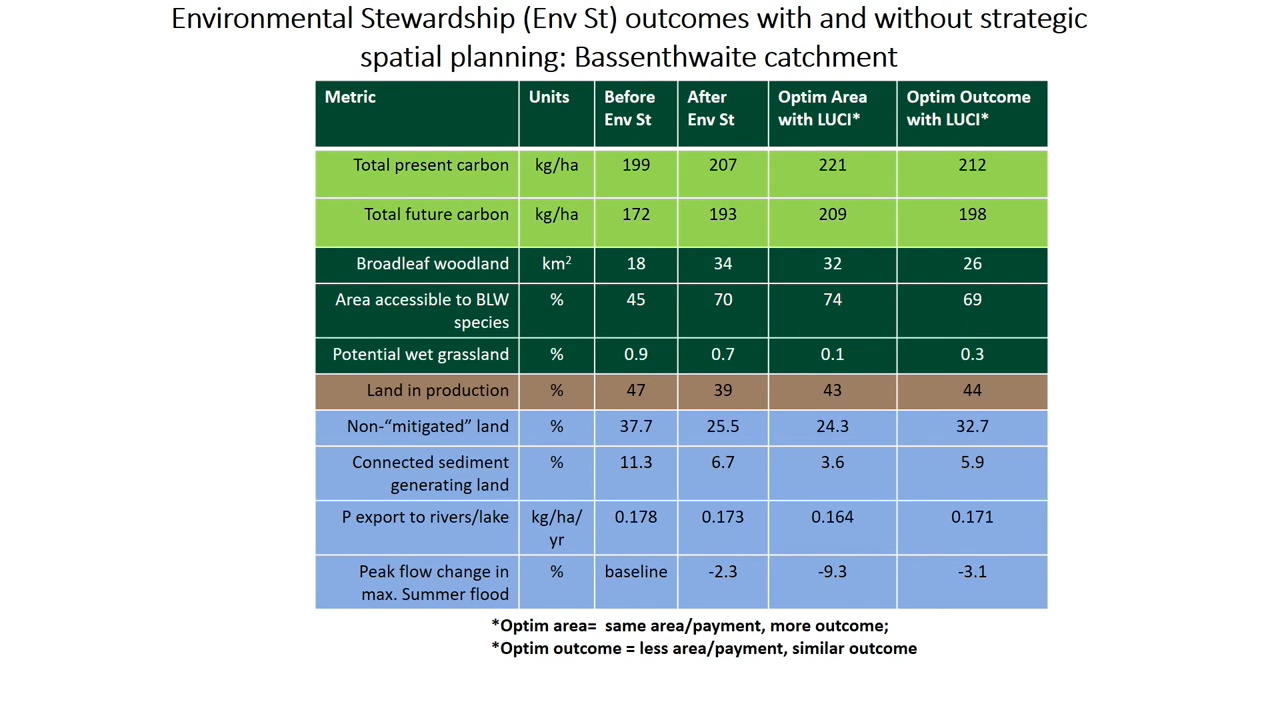 Environmental Stewardship (Env St) outcomes with and without strategic
spatial planning: Bassenthwaite catchment
Metric Units Before Env St After Env St Optim Area with LUCI* Optim Outcome with LUCI*
Total present carbon kg/ha 199 207 221 212
Total future carbon kg/ha 172 193 209 198
Broadleaf woodland km² 18 34 32 26
Area accessible to BLW species % 45 70 74 69
Potential wet grassland % 0.9 0.7 0.1 0.3
Land in production % 47 39 43 44
Non-“mitigated” land % 37.7 25.5 24.3 32.7
Connected sediment generating land % 11.3 6.7 3.6 5.9
P export to rivers/lake kg/ha/yr 0.178 0.173 0.164 0.171
Peak flow change in max. Summer flood % baseline -2.3 -9.3 -3.1
*Optim area= same area/payment, more outcome;
*Optim outcome = less area/payment, similar outcome